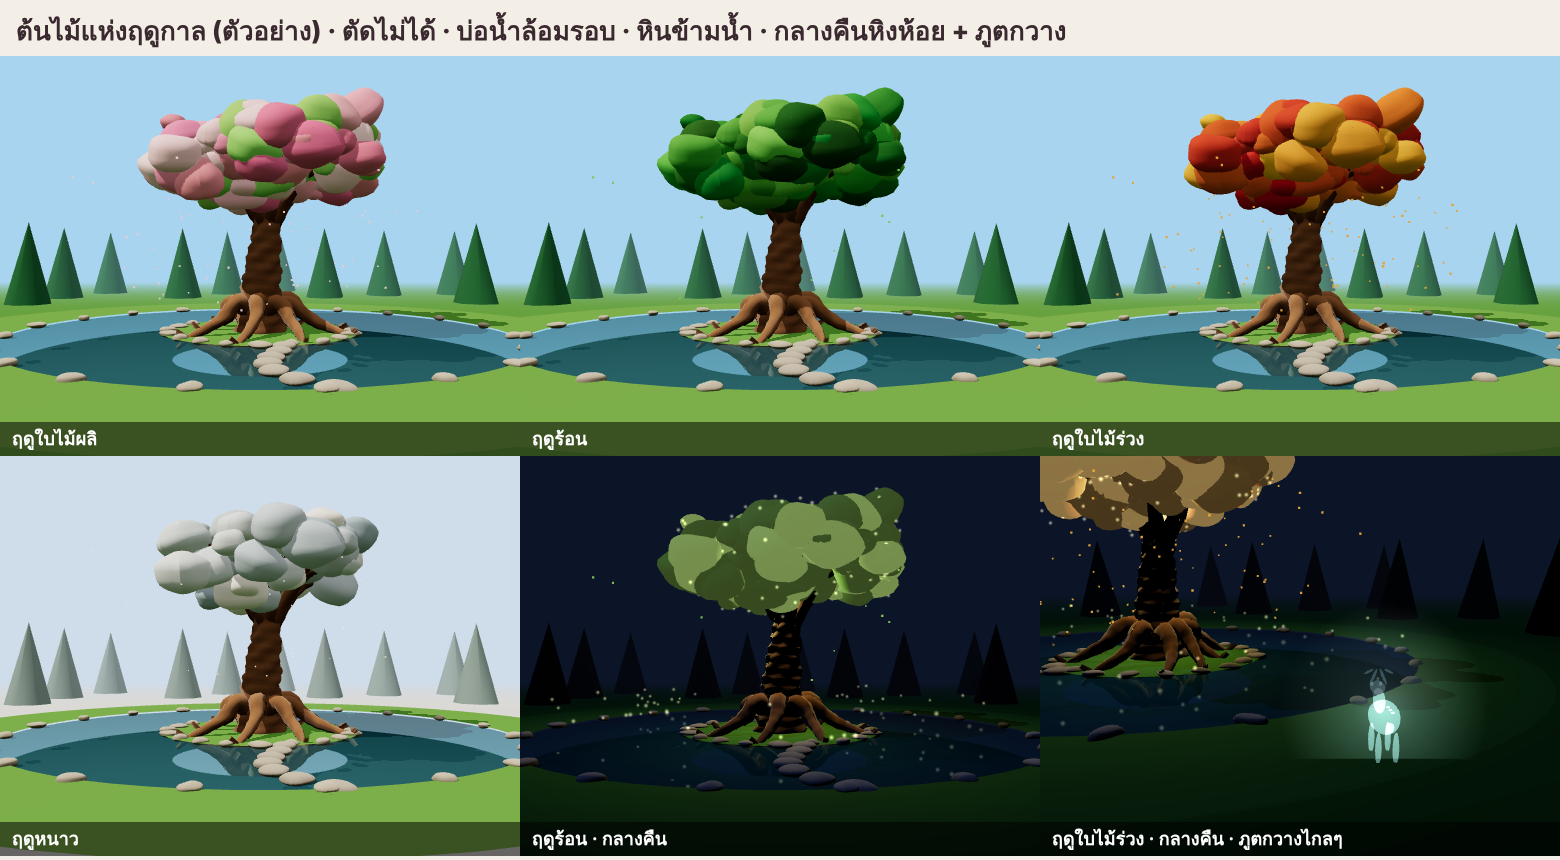 ต้นไม้แห่งฤดูกาล (ตัวอย่าง) · ตัดไม่ได้ · บ่อน้ำล้อมรอบ · หินข้ามน้ำ · กลางคืนหิงห้อย + ภูตกวาง
ฤดูใบไม้ผลิ
ฤดูร้อน
ฤดูใบไม้ร่วง
ฤดูหนาว
ฤดูร้อน · กลางคืน
ฤดูใบไม้ร่วง · กลางคืน · ภูตกวางไกลๆ